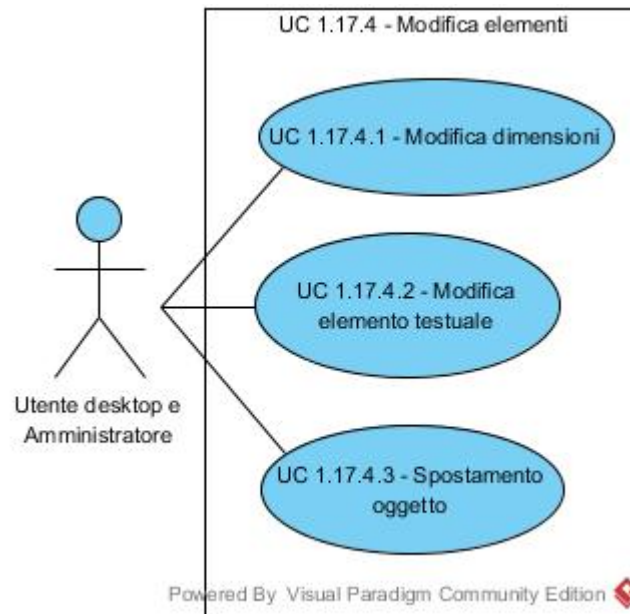 UC 1.17.4 - Modifica elementi
UC 1.17.4.1 - Modifica dimensioni
UC 1.17.4.2 - Modifica
elemento testuale
Utente desktop e
Amministratore
UC 1.17.4.3 - Spostamento
oggetto
Powered By Visual Paradigm Community Edition